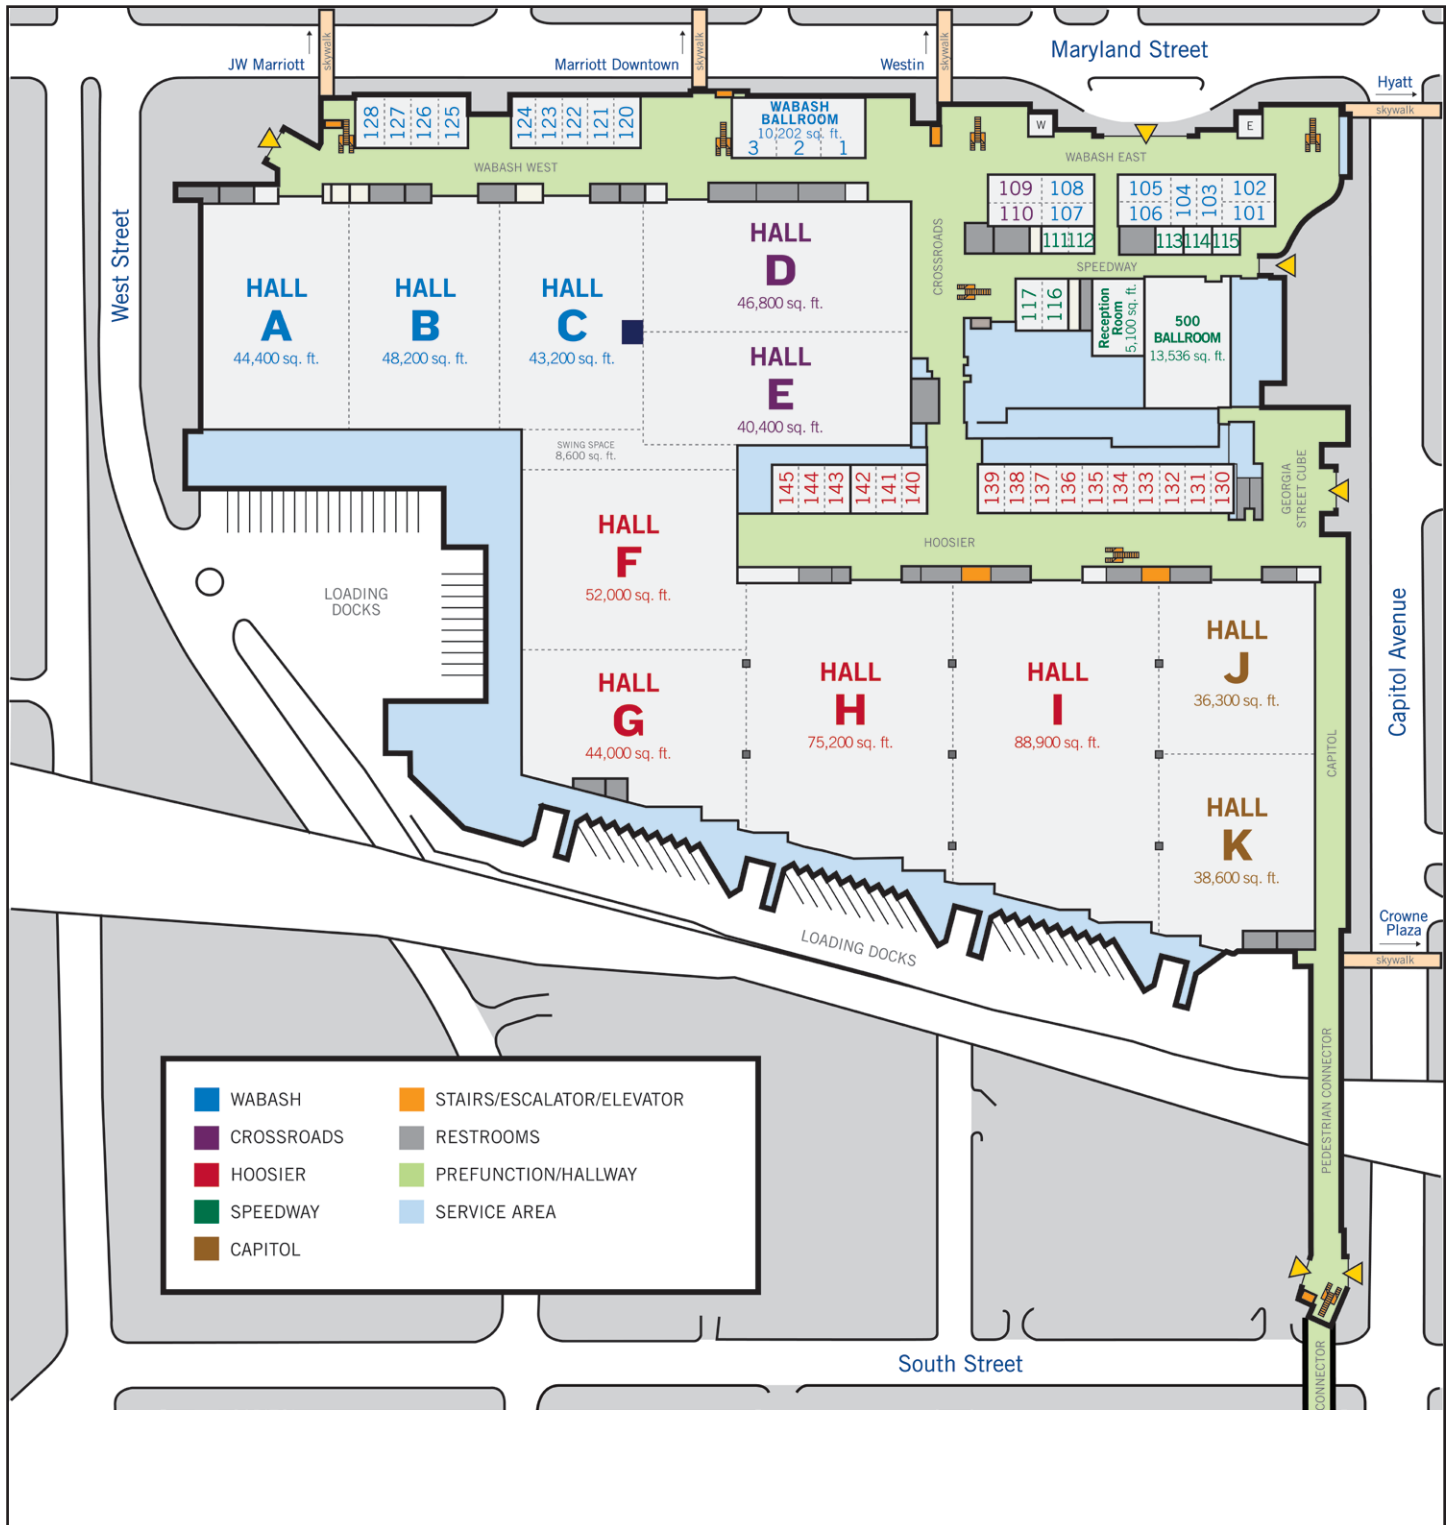 Maryland Street
JW Marriott
skywalk
Marriott Downtown
skywalk
Westin
skywalk
Hyatt
skywalk
128
127
126
125
124
123
122
121
120
WABASH
BALLROOM
10,202 sq. ft.
3 2 1
W
E
WABASH WEST
WABASH EAST
109 108
110 107
105 104 103 102
106 101
111 112
113 114 115
CROSSROADS
SPEEDWAY
West Street
HALL
A
44,400 sq. ft.
HALL
B
48,200 sq. ft.
HALL
C
43,200 sq. ft.
HALL
D
46,800 sq. ft.
HALL
E
40,400 sq. ft.
117
116
Reception
Room
5,100 sq. ft.
500
BALLROOM
13,536 sq. ft.
SWING SPACE
8,600 sq. ft.
145
144
143
142
141
140
139
138
137
136
135
134
133
132
131
130
GEORGIA
STREET CUBE
HOOSIER
HALL
F
52,000 sq. ft.
LOADING
DOCKS
HALL
G
44,000 sq. ft.
HALL
H
75,200 sq. ft.
HALL
I
88,900 sq. ft.
HALL
J
36,300 sq. ft.
HALL
K
38,600 sq. ft.
CAPITOL
Capitol Avenue
Crowne
Plaza
skywalk
LOADING DOCKS
PEDESTRIAN CONNECTOR
WABASH
CROSSROADS
HOOSIER
SPEEDWAY
CAPITOL
STAIRS/ESCALATOR/ELEVATOR
RESTROOMS
PREFUNCTION/HALLWAY
SERVICE AREA
South Street
CONNECTOR